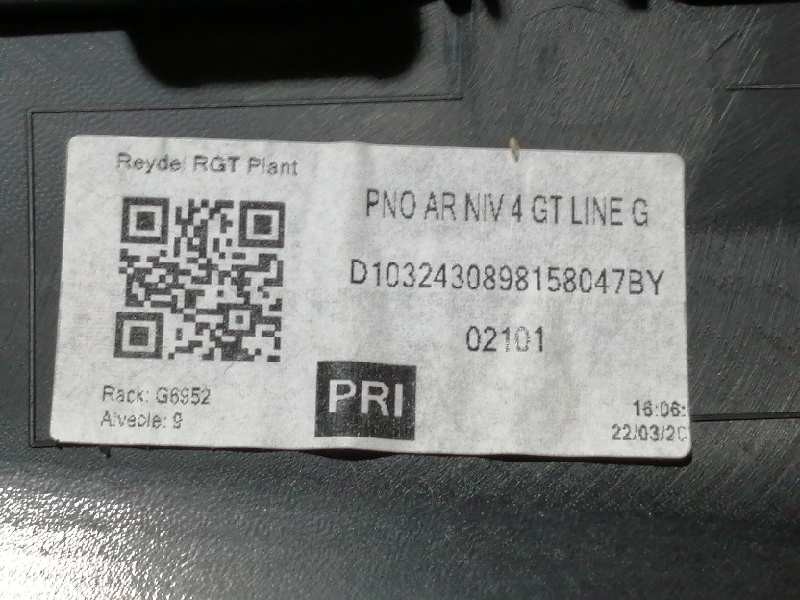 Reydel RGT Plant
PNO AR NIV 4 GT LINE G
D1032430898158047BY
02101
PRI
Rack: G6952
Alveole: 9
16:06:
22/03/20